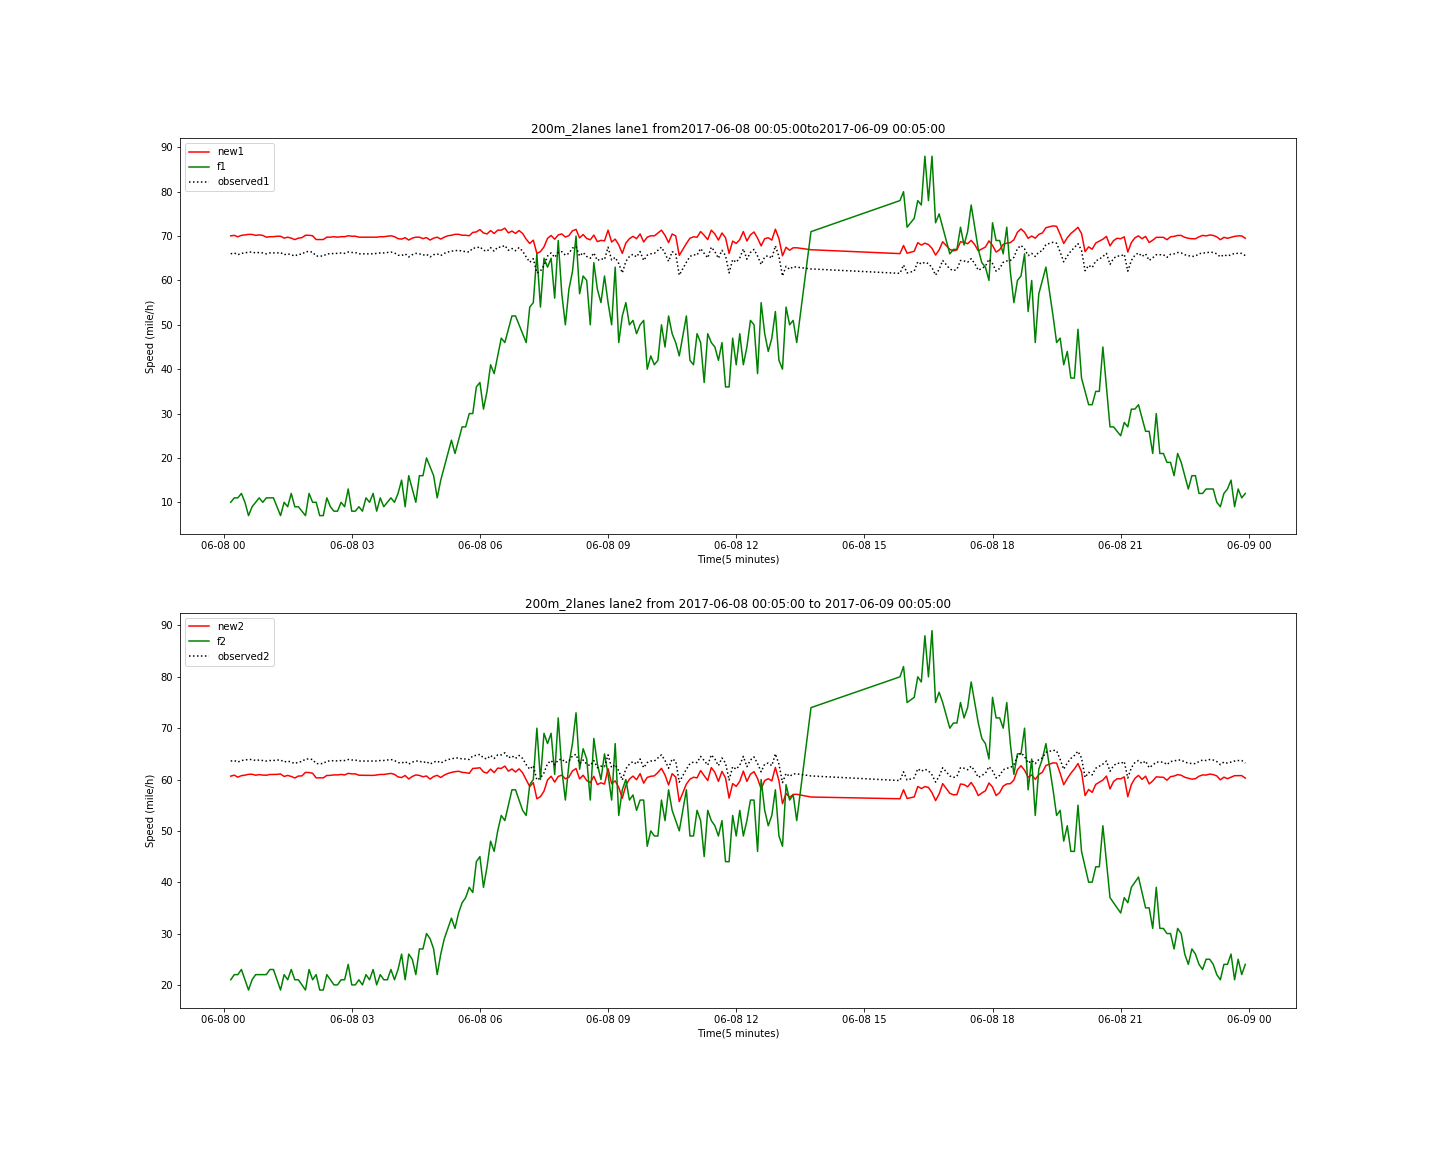 200m_2lanes lane1 from2017-06-08 00:05:00to2017-06-09 00:05:00
new1
f1
observed1
90
80
70
60
50
40
30
20
10
Speed (mile/h)
06-08 00 06-08 03 06-08 06 06-08 09 06-08 12 06-08 15 06-08 18 06-08 21 06-09 00
Time(5 minutes)
200m_2lanes lane2 from 2017-06-08 00:05:00 to 2017-06-09 00:05:00
new2
f2
observed2
90
80
70
60
50
40
30
20
Speed (mile/h)
06-08 00 06-08 03 06-08 06 06-08 09 06-08 12 06-08 15 06-08 18 06-08 21 06-09 00
Time(5 minutes)